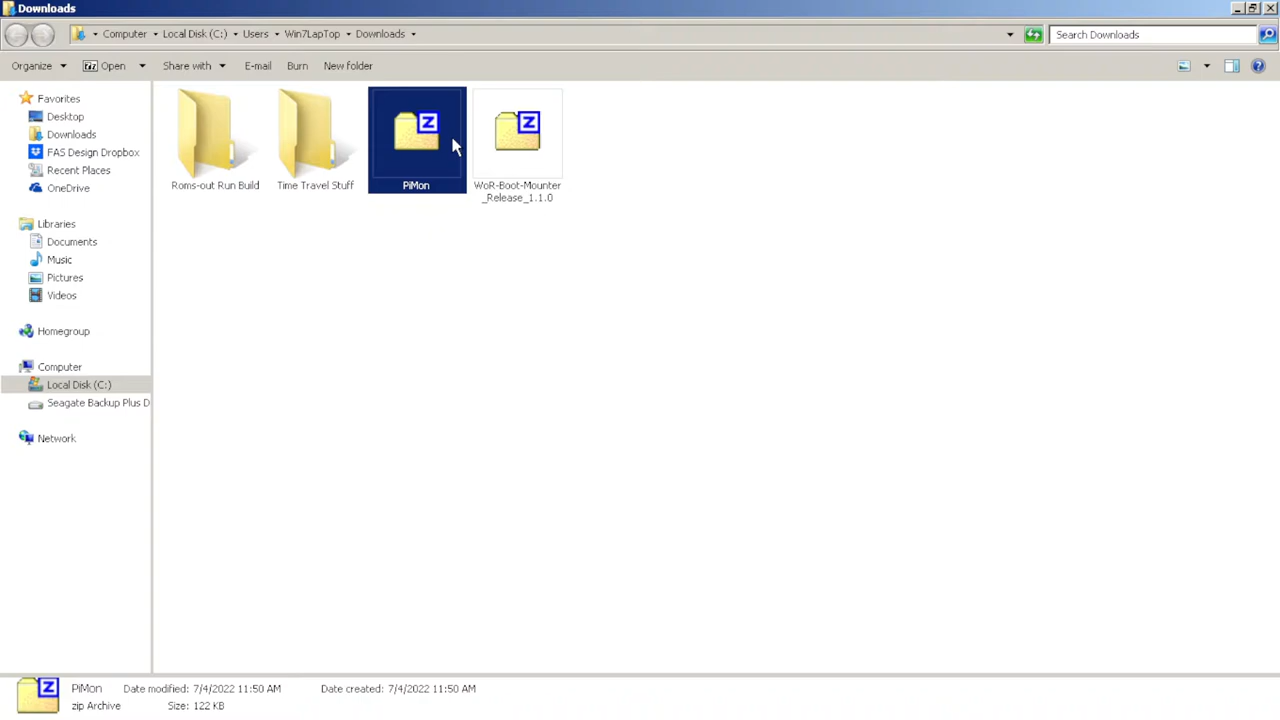 Downloads
Computer Local Disk (C:) Users Win7LapTop Downloads
Search Downloads
Organize Open Share with E-mail Burn New folder
Favorites
Desktop
Downloads
FAS Design Dropbox
Recent Places
OneDrive
Libraries
Documents
Music
Pictures
Videos
Homegroup
Computer
Local Disk (C:)
Seagate Backup Plus D
Network
Roms-out Run Build
Time Travel Stuff
Z
PiMon
Z
WoR-Boot-Mounter
_Release_1.1.0
Z
PiMon Date modified: 7/4/2022 11:50 AM Date created: 7/4/2022 11:50 AM
zip Archive Size: 122 KB